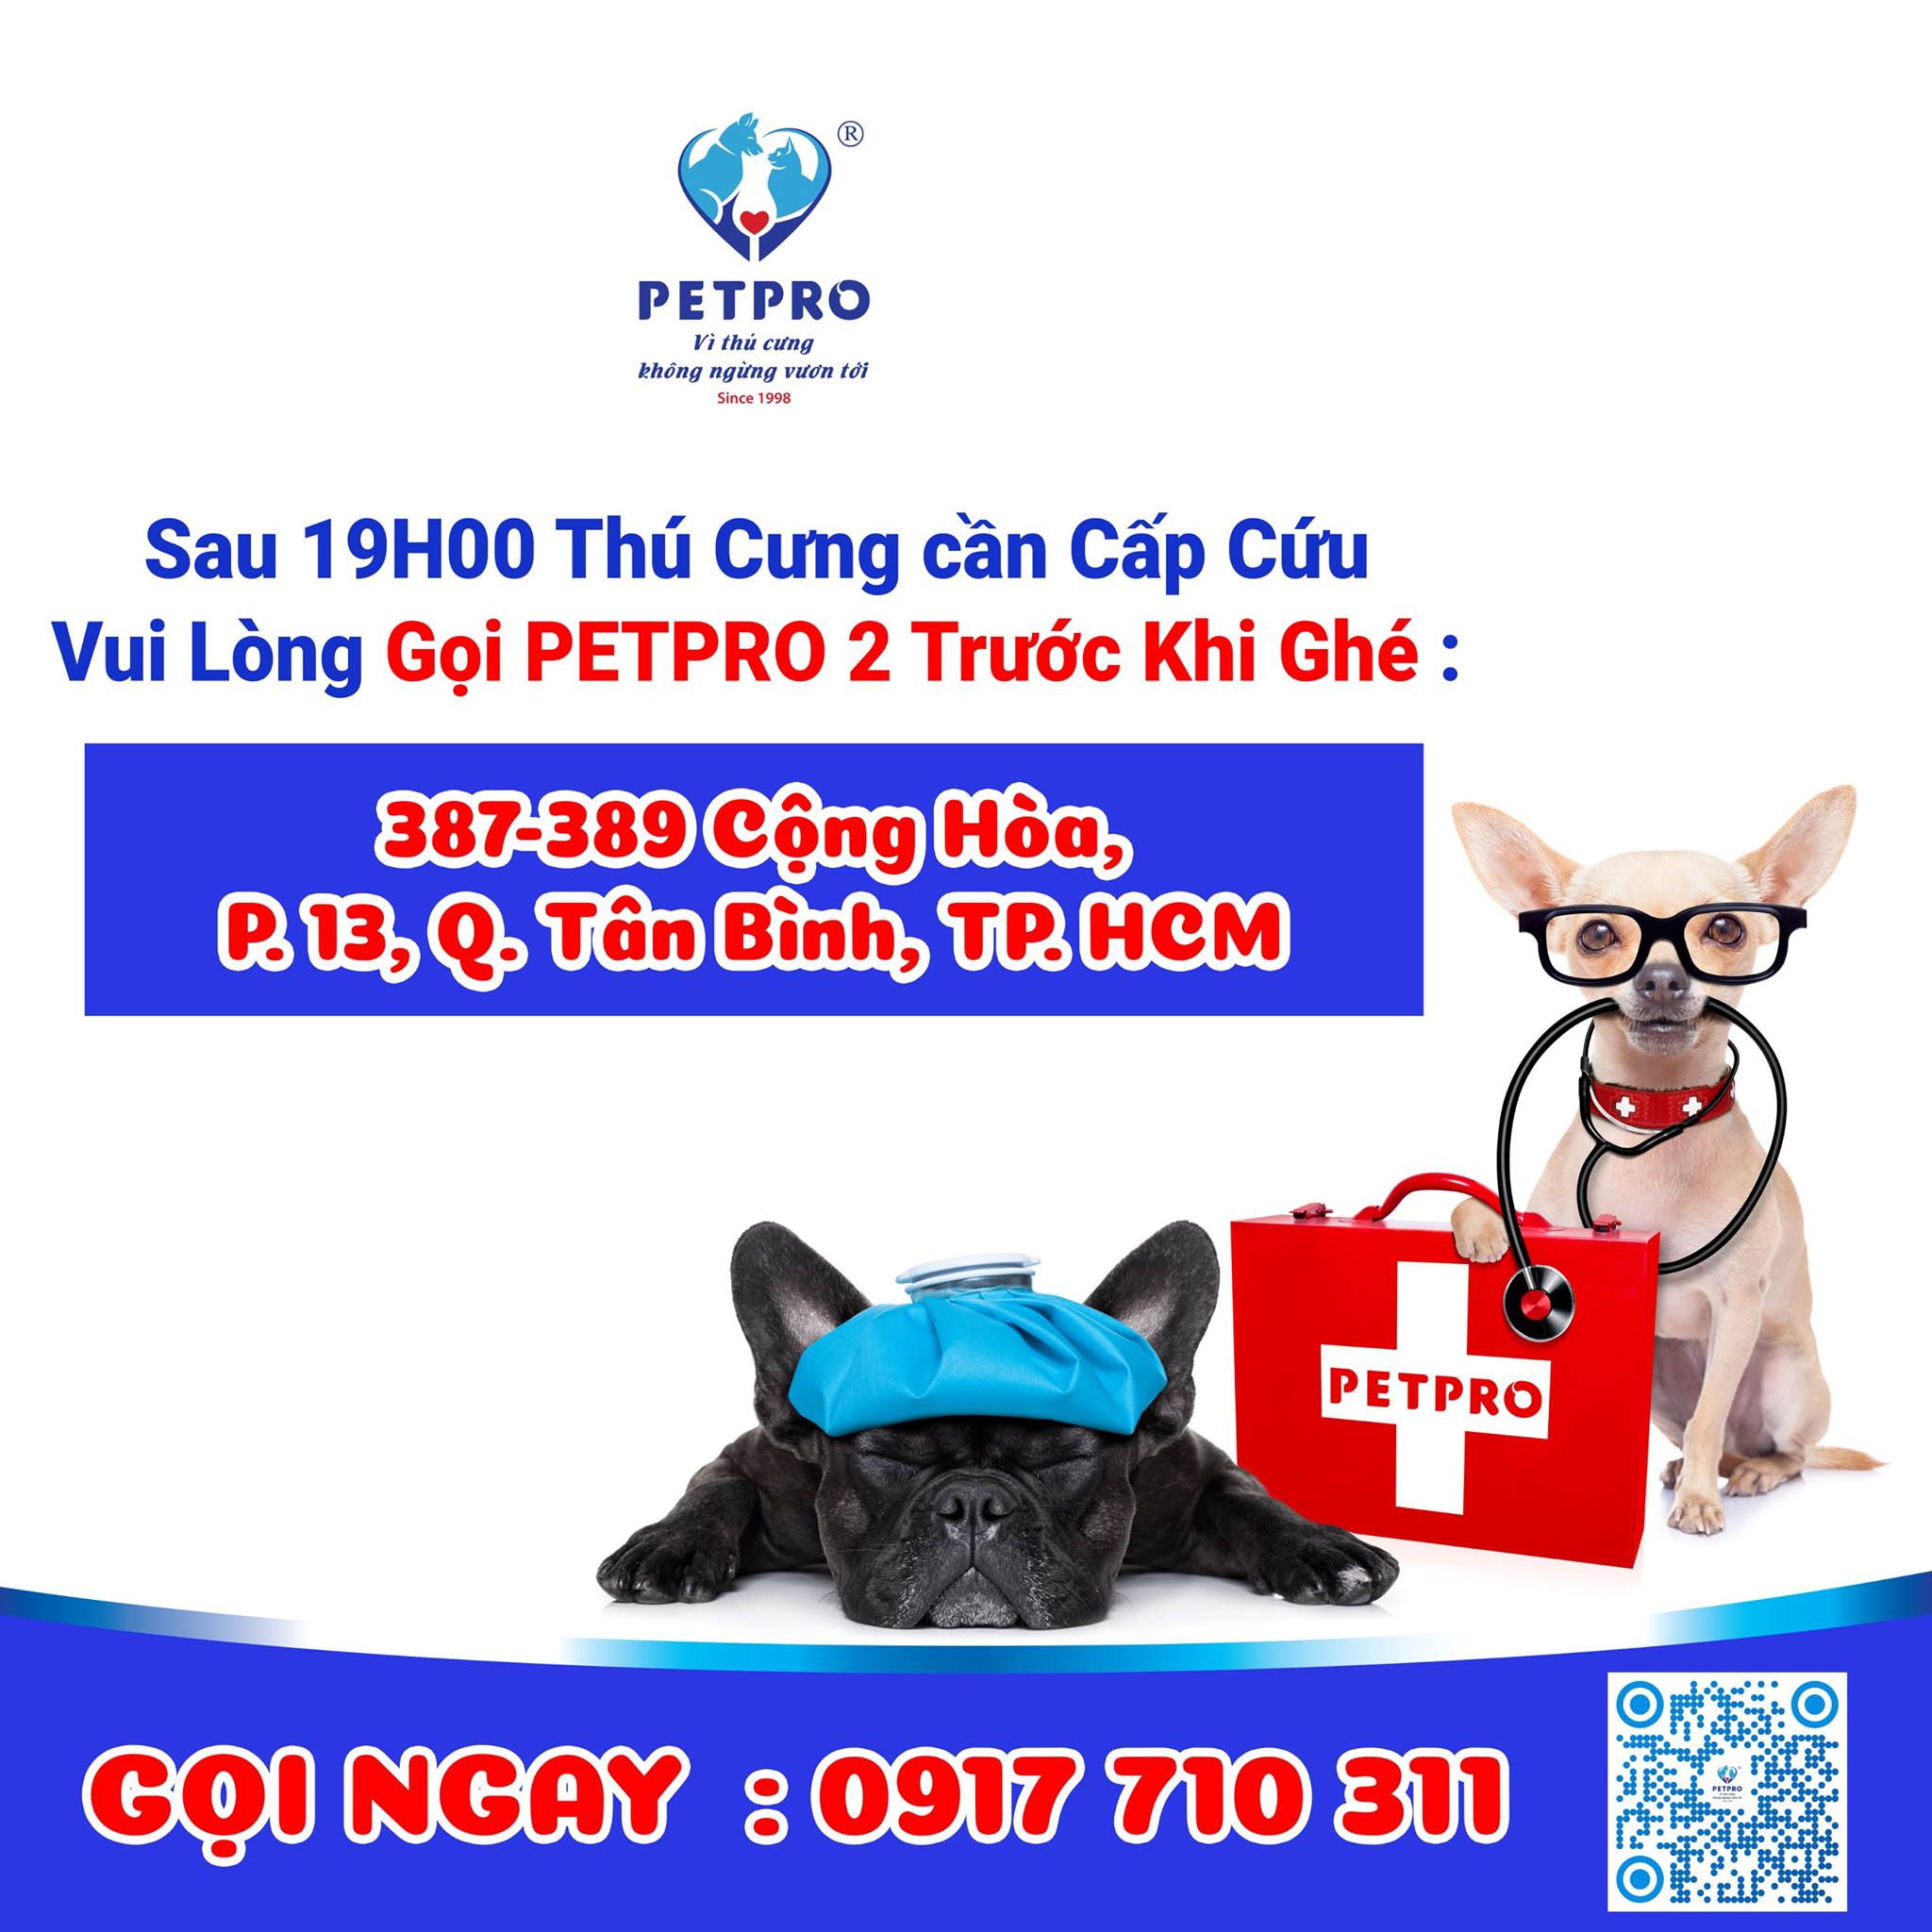 ®
PETPRO
Vì thú cưng
không ngừng vươn tới
Since 1998
Sau 19H00 Thú Cưng cần Cấp Cứu
Vui Lòng Gọi PETPRO 2 Trước Khi Ghé :
387-389 Cộng Hòa,
P. 13, Q. Tân Bình, TP. HCM
PETPRO
GỌI NGAY : 0917 710 311
PETPRO